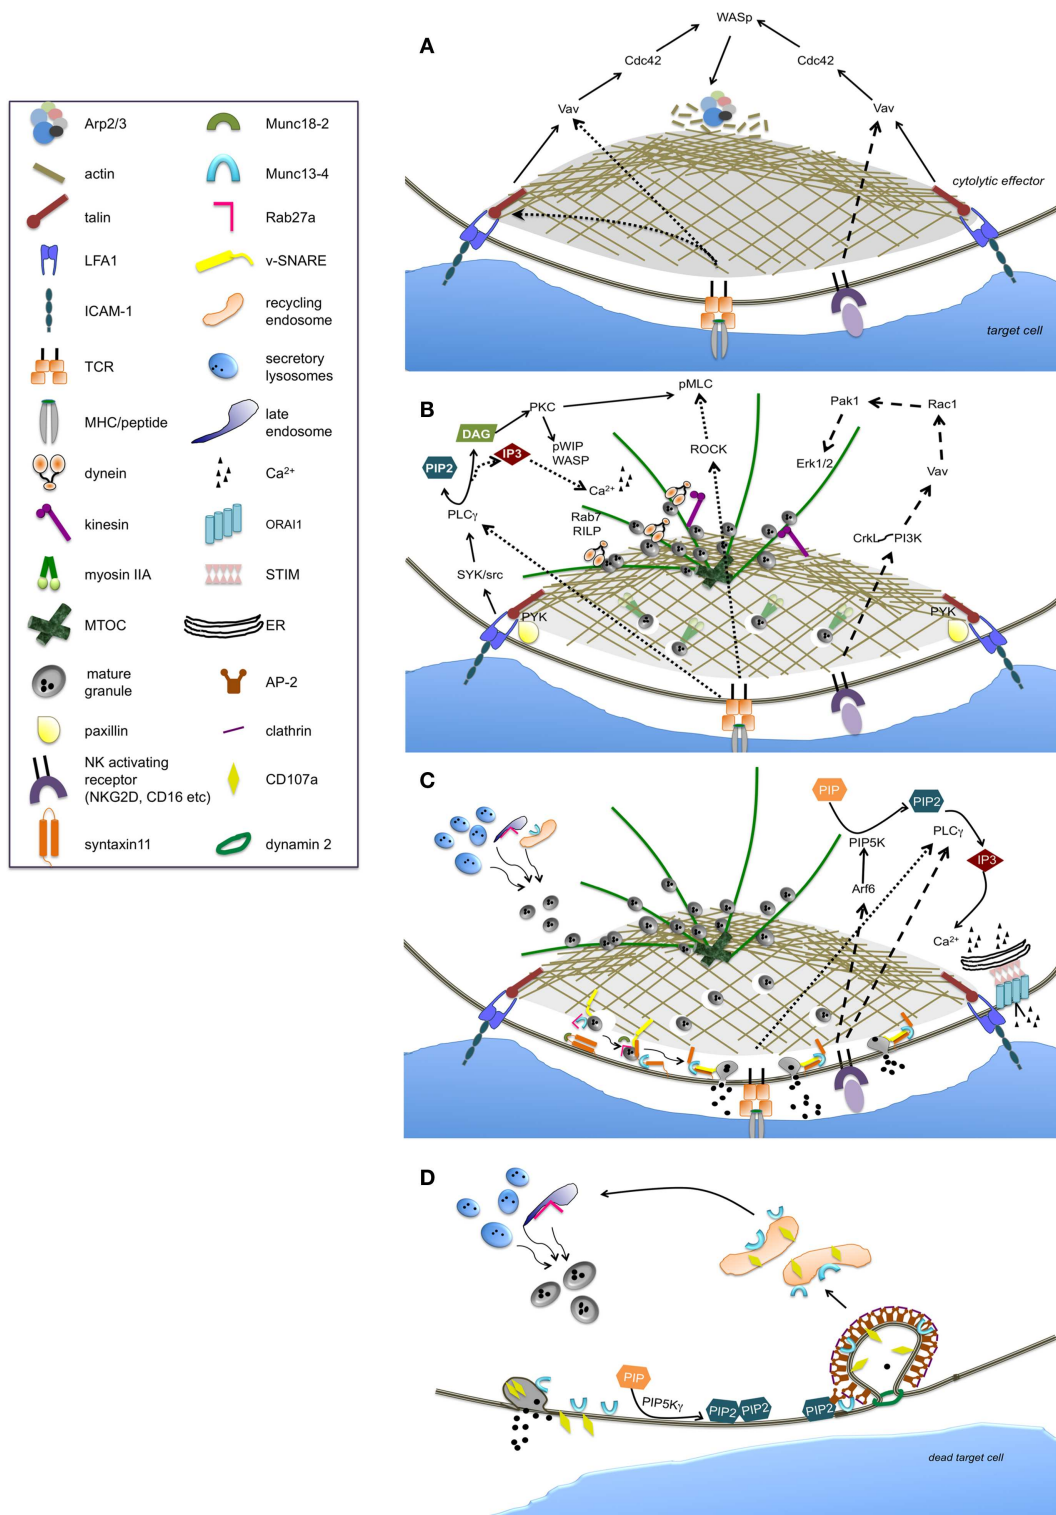 Arp2/3
Munc18-2
actin
Munc13-4
talin
Rab27a
LFA1
v-SNARE
ICAM-1
recycling
endosome
TCR
secretory
lysosomes
MHC/peptide
late
endosome
dynein
Ca2+
kinesin
ORAI1
myosin IIA
STIM
MTOC
ER
mature
granule
AP-2
paxillin
clathrin
NK activating
receptor
(NKG2D, CD16 etc)
CD107a
syntaxin11
dynamin 2
A
WASp
Cdc42
Cdc42
Vav
Vav
cytolytic effector
target cell
B
pMLC
PKC
Pak1
Rac1
DAG
pWIP
WASP
ROCK
IP3
PIP2
Erk1/2
Vav
Ca2+
PLCγ
Rab7
RILP
CrkL
PI3K
SYK/src
PYK
PYK
C
PIP
PIP2
PLCγ
PIP5K
IP3
Arf6
Ca2+
D
PIP
PIP5Kγ
PIP2
PIP2
PIP2
dead target cell